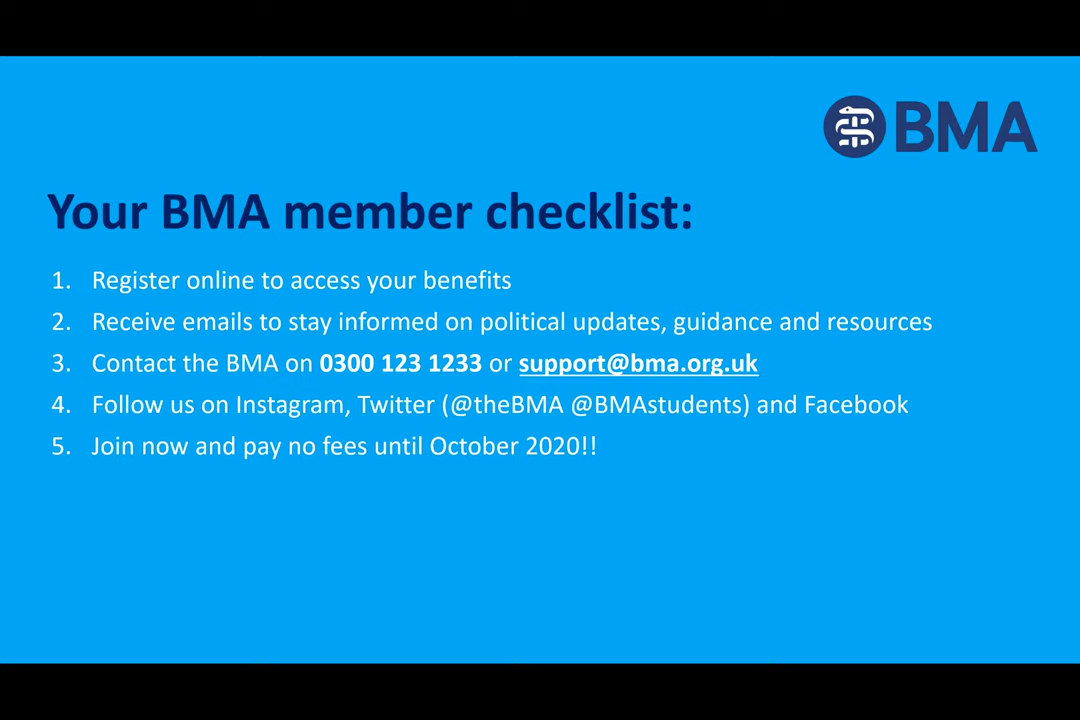 BMA
Your BMA member checklist:
1. Register online to access your benefits
2. Receive emails to stay informed on political updates, guidance and resources
3. Contact the BMA on 0300 123 1233 or support@bma.org.uk
4. Follow us on Instagram, Twitter (@theBMA @BMAstudents) and Facebook
5. Join now and pay no fees until October 2020!!